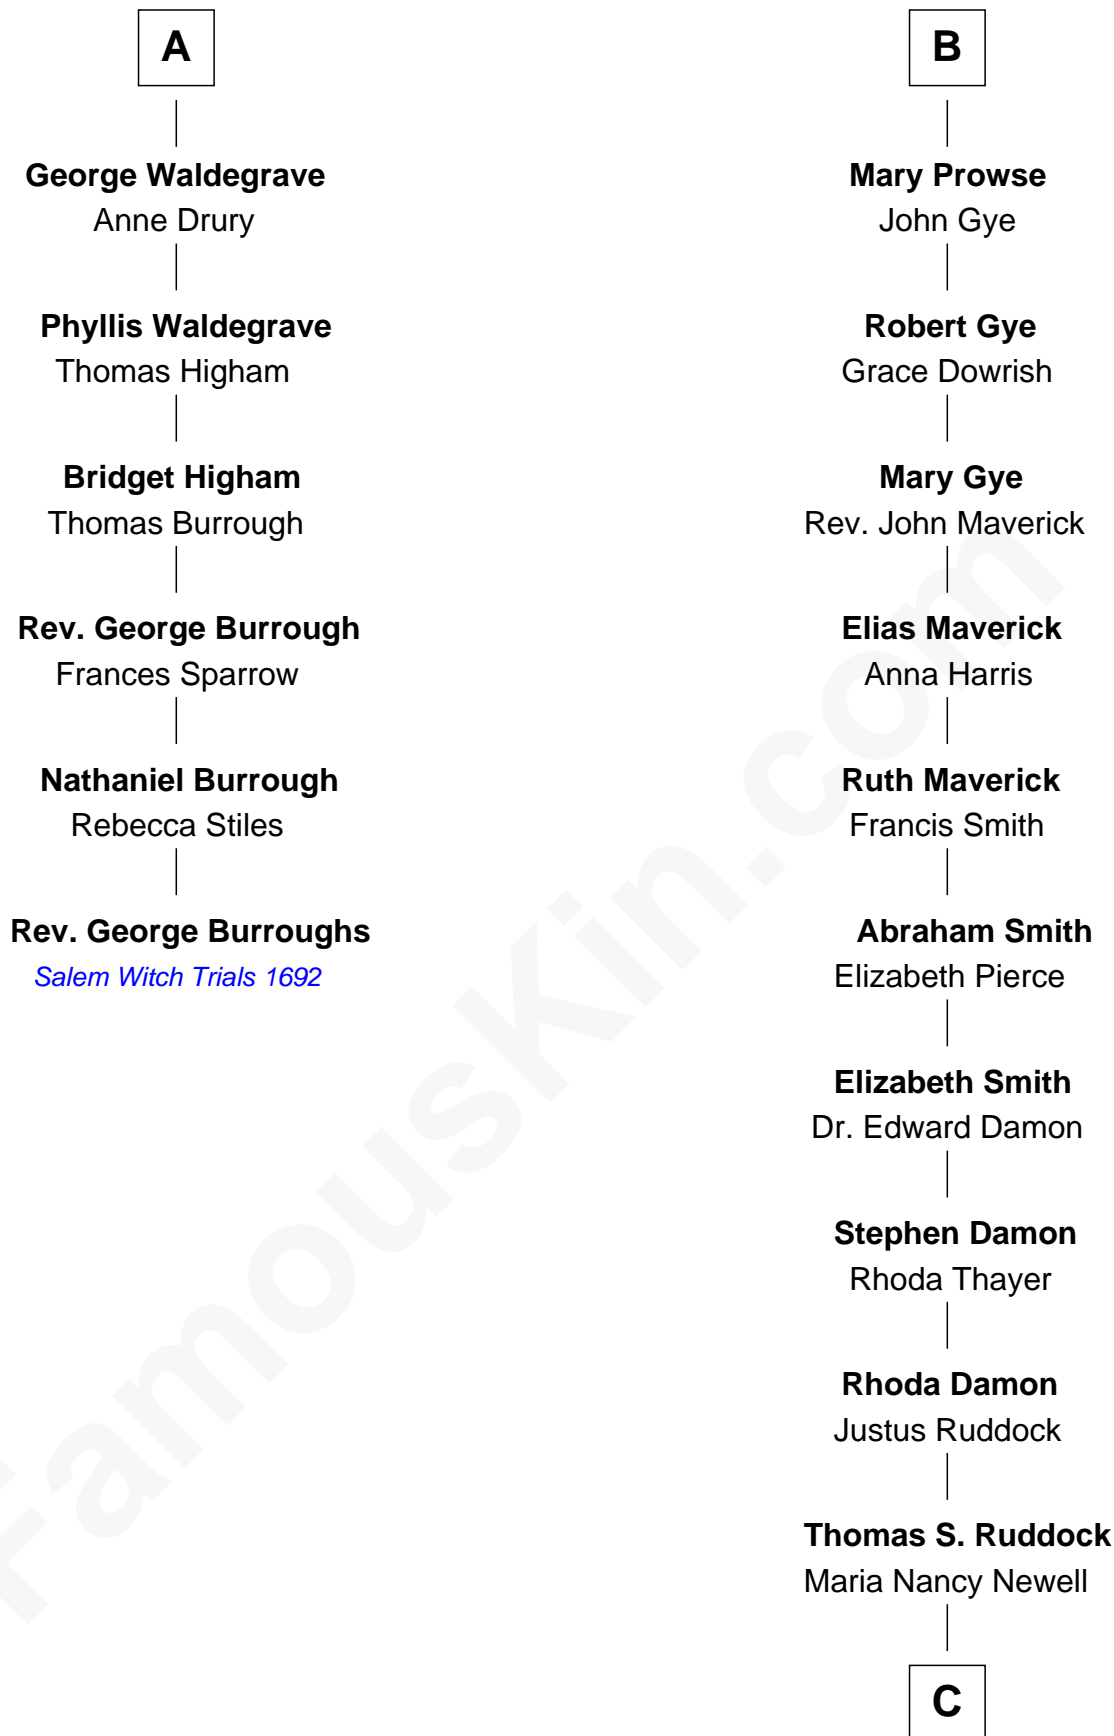 A
George Waldegrave
Anne Drury
Phyllis Waldegrave
Thomas Higham
Bridget Higham
Thomas Burrough
Rev. George Burrough
Frances Sparrow
Nathaniel Burrough
Rebecca Stiles
Rev. George Burroughs
Salem Witch Trials 1692
B
Mary Prowse
John Gye
Robert Gye
Grace Dowrish
Mary Gye
Rev. John Maverick
Elias Maverick
Anna Harris
Ruth Maverick
Francis Smith
Abraham Smith
Elizabeth Pierce
Elizabeth Smith
Dr. Edward Damon
Stephen Damon
Rhoda Thayer
Rhoda Damon
Justus Ruddock
Thomas S. Ruddock
Maria Nancy Newell
C
FamousKin.com